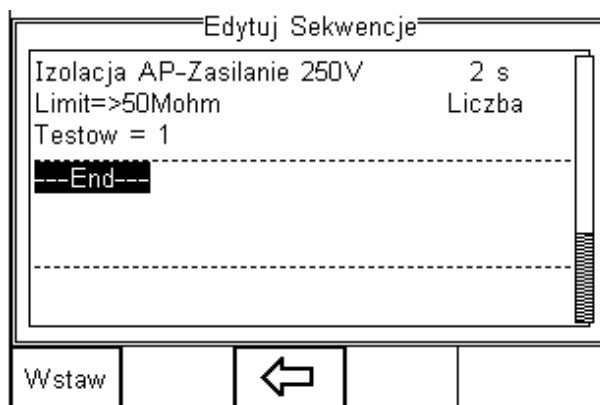 Edytuj Sekwencje
Izolacja AP-Zasilanie 250V 2 s
Limit=>50Mohm Liczba
Testow = 1
---End---
Wstaw